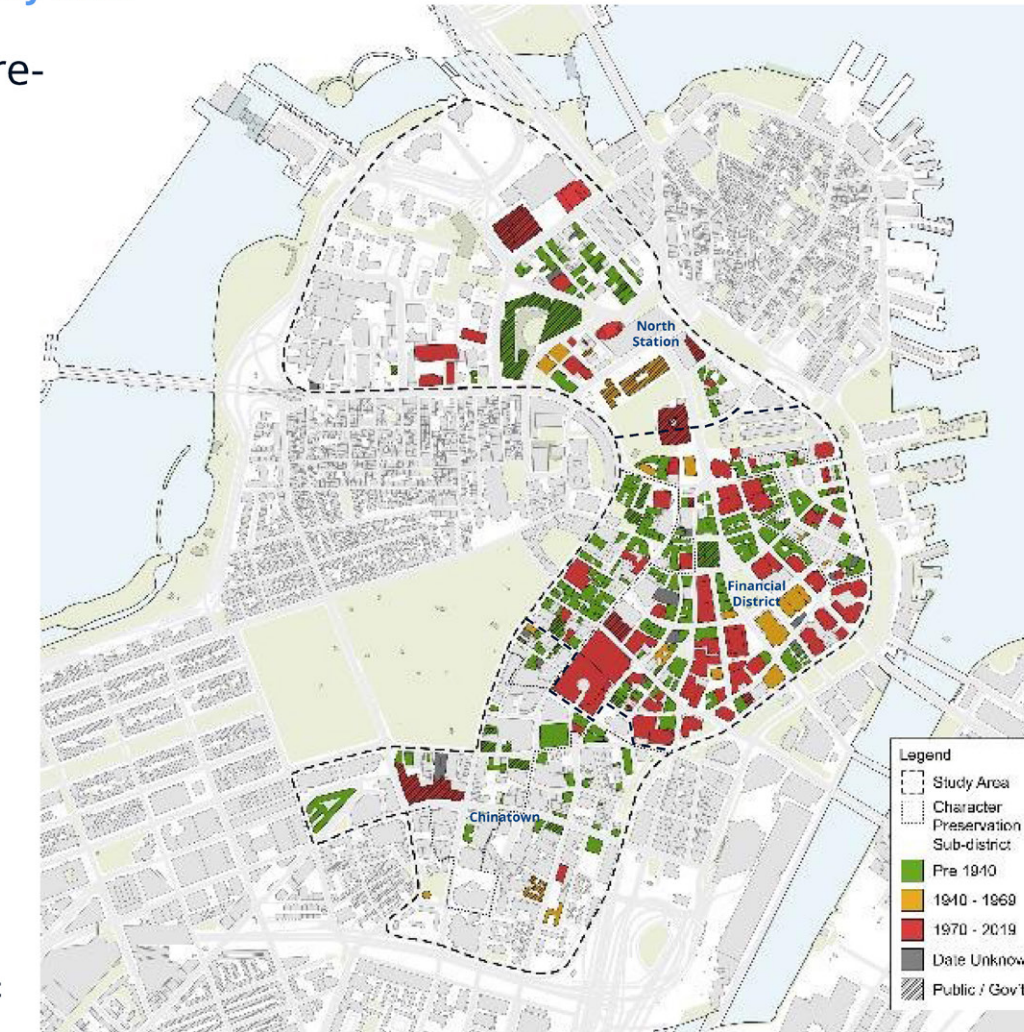 re-
North
Station
Financial
District
Chinatown
Legend
Study Area
Character
Preservation
Sub-district
Pre 1940
1940 - 1969
1970 - 2019
Date Unknow
Public / Gov't